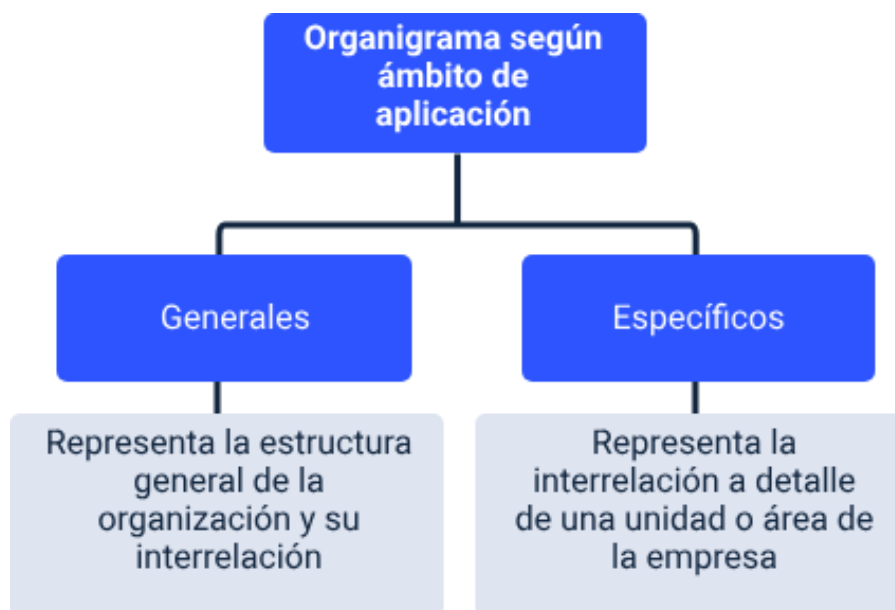 Organigrama según
ámbito de
aplicación
Generales
Específicos
Representa la estructura
general de la
organización y su
interrelación
Representa la
interrelación a detalle
de una unidad o área de
la empresa